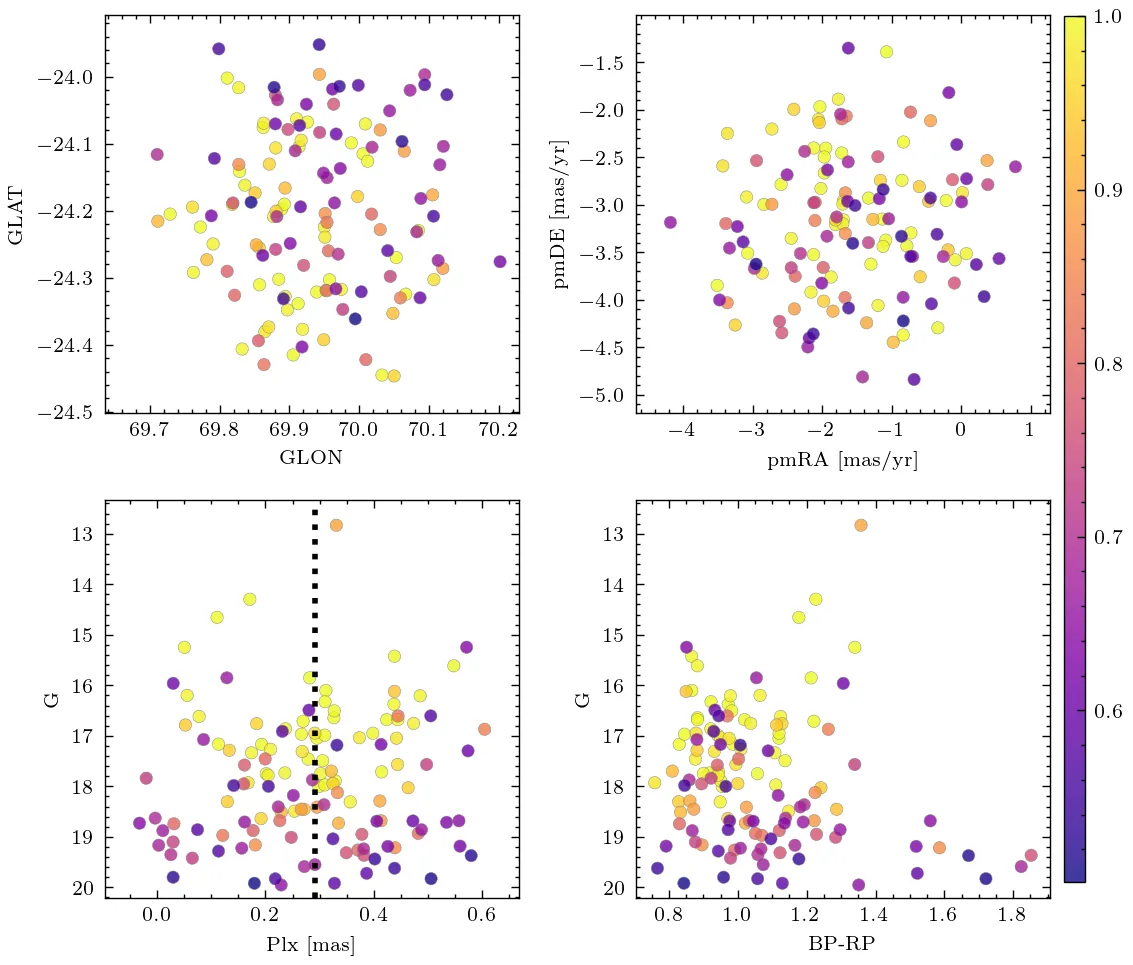 −24.0
−24.1
−24.2
−24.3
−24.4
−24.5
GLAT
69.7 69.8 69.9 70.0 70.1 70.2
GLON
−1.5
−2.0
−2.5
−3.0
−3.5
−4.0
−4.5
−5.0
pmDE [mas/yr]
−4 −3 −2 −1 0 1
pmRA [mas/yr]
1.0
0.9
0.8
0.7
0.6
13
14
15
16
17
18
19
20
G
0.0 0.2 0.4 0.6
Plx [mas]
13
14
15
16
17
18
19
20
G
0.8 1.0 1.2 1.4 1.6 1.8
BP-RP